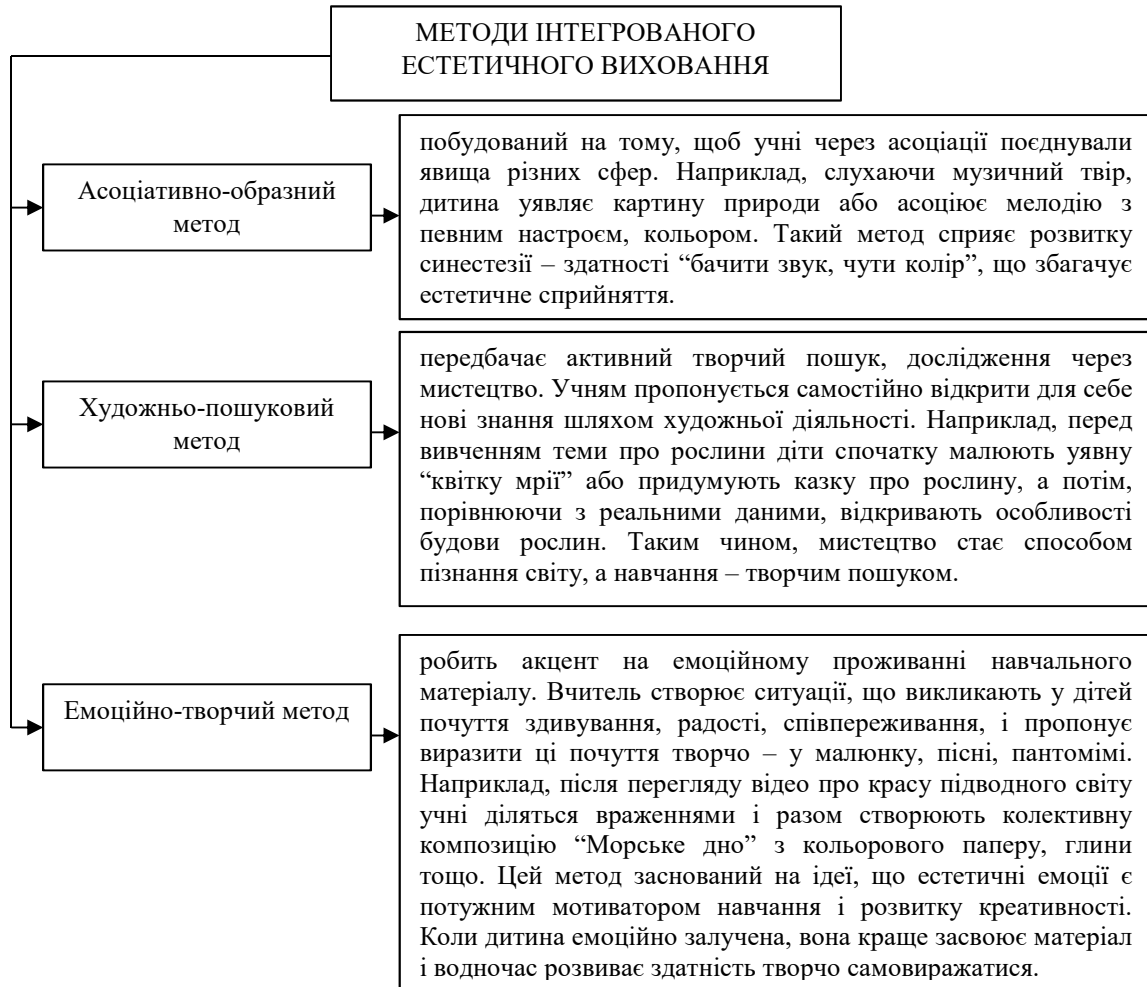 МЕТОДИ ІНТЕГРОВАНОГО
ЕСТЕТИЧНОГО ВИХОВАННЯ
Асоціативно-образний
метод
побудований на тому, щоб учні через асоціації поєднували
явища різних сфер. Наприклад, слухаючи музичний твір,
дитина уявляє картину природи або асоціює мелодію з
певним настроєм, кольором. Такий метод сприяє розвитку
синестезії – здатності “бачити звук, чути колір”, що збагачує
естетичне сприйняття.
Художньо-пошуковий
метод
передбачає активний творчий пошук, дослідження через
мистецтво. Учням пропонується самостійно відкрити для себе
нові знання шляхом художньої діяльності. Наприклад, перед
вивченням теми про рослини діти спочатку малюють уявну
“квітку мрії” або придумують казку про рослину, а потім,
порівнюючи з реальними даними, відкривають особливості
будови рослин. Таким чином, мистецтво стає способом
пізнання світу, а навчання – творчим пошуком.
Емоційно-творчий метод
робить акцент на емоційному проживанні навчального
матеріалу. Вчитель створює ситуації, що викликають у дітей
почуття здивування, радості, співпереживання, і пропонує
виразити ці почуття творчо – у малюнку, пісні, пантомімі.
Наприклад, після перегляду відео про красу підводного світу
учні діляться враженнями і разом створюють колективну
композицію “Морське дно” з кольорового паперу, глини
тощо. Цей метод заснований на ідеї, що естетичні емоції є
потужним мотиватором навчання і розвитку креативності.
Коли дитина емоційно залучена, вона краще засвоює матеріал
і водночас розвиває здатність творчо самовиражатися.